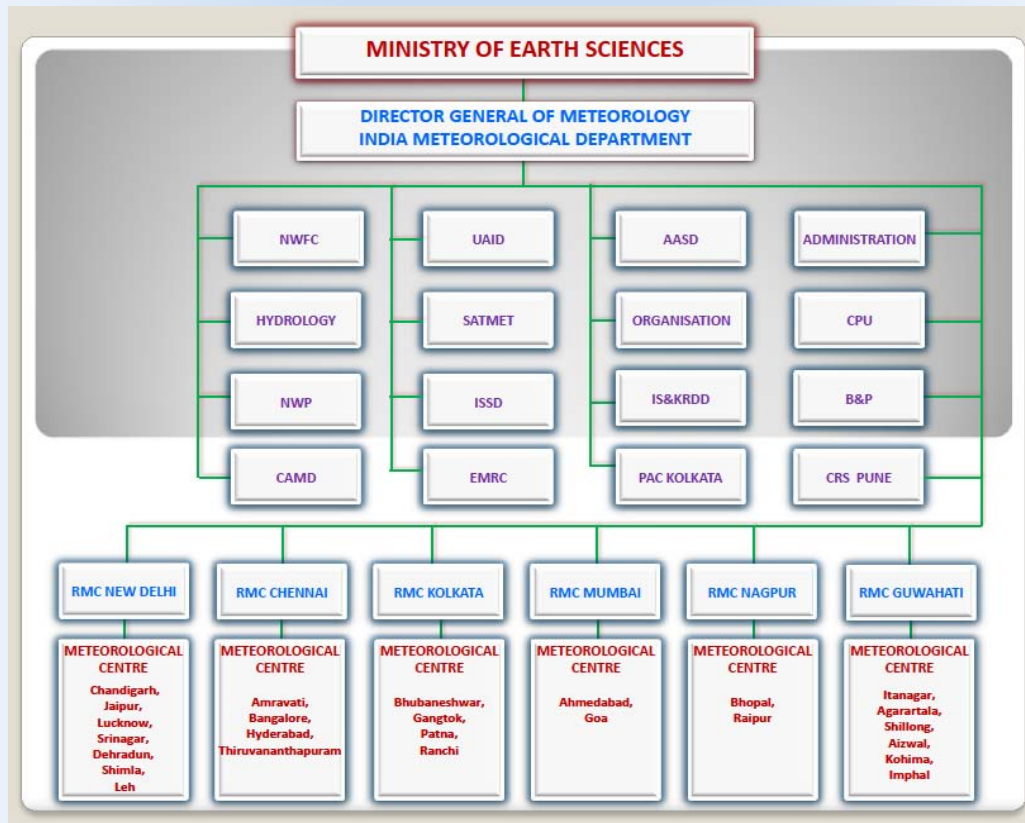 MINISTRY OF EARTH SCIENCES
DIRECTOR GENERAL OF METEOROLOGY
INDIA METEOROLOGICAL DEPARTMENT
NWFC
UAID
AASD
ADMINISTRATION
HYDROLOGY
SATMET
ORGANISATION
CPU
NWP
ISSD
IS&KRDD
B&P
CAMD
EMRC
PAC KOLKATA
CRS PUNE
RMC NEW DELHI
RMC CHENNAI
RMC KOLKATA
RMC MUMBAI
RMC NAGPUR
RMC GUWAHATI
METEOROLOGICAL
CENTRE
Chandigarh,
Jaipur,
Lucknow,
Srinagar,
Dehradun,
Shimla,
Leh
METEOROLOGICAL
CENTRE
Amravati,
Bangalore,
Hyderabad,
Thiruvananthapuram
METEOROLOGICAL
CENTRE
Bhubaneshwar,
Gangtok,
Patna,
Ranchi
METEOROLOGICAL
CENTRE
Ahmedabad,
Goa
METEOROLOGICAL
CENTRE
Bhopal,
Raipur
METEOROLOGICAL
CENTRE
Itanagar,
Agarartala,
Shillong,
Aizwal,
Kohima,
Imphal